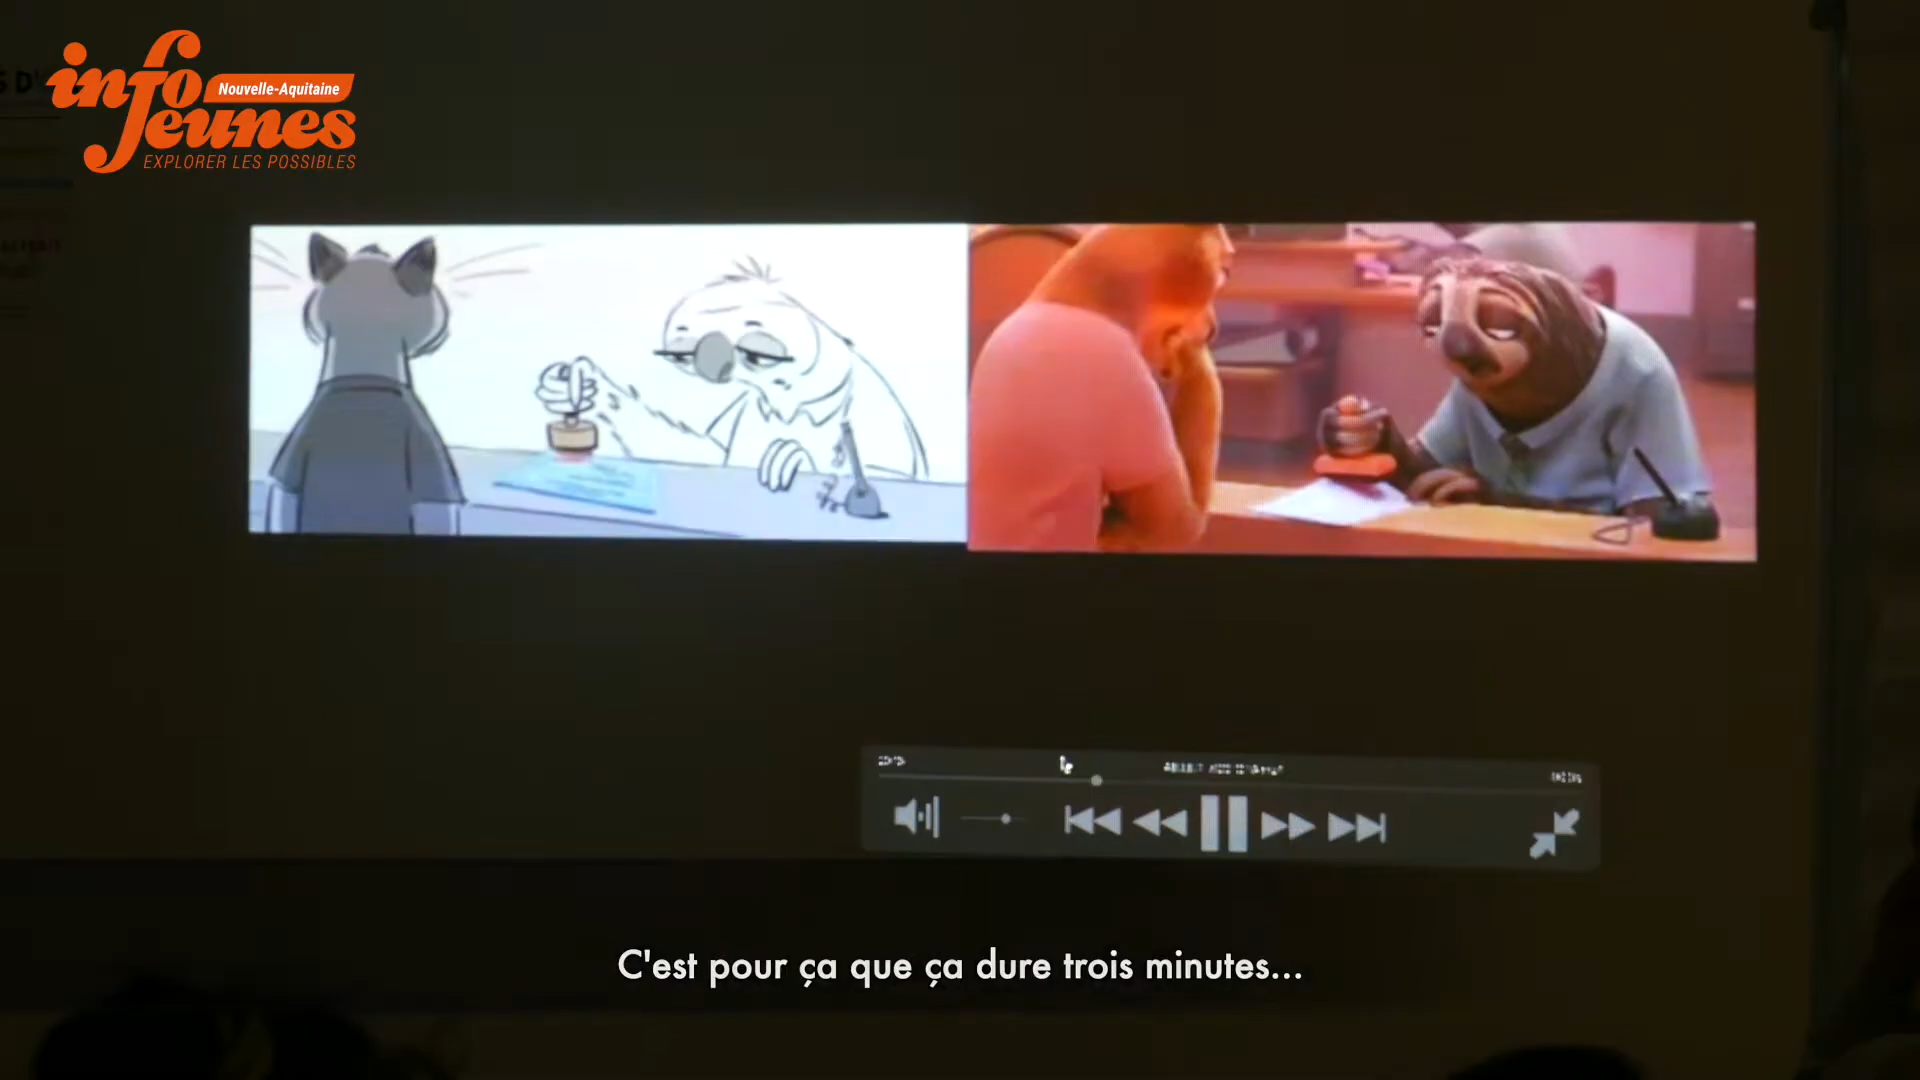 info
Nouvelle-Aquitaine
Jeunes
EXPLORER LES POSSIBLES
S D'
C'est pour ça que ça dure trois minutes...